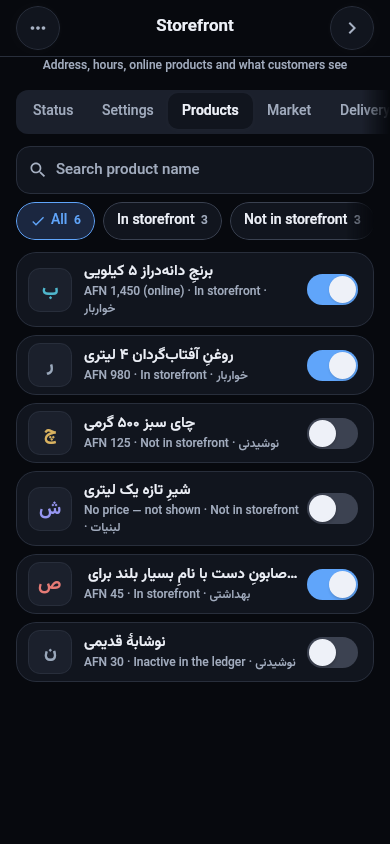 Storefront
Address, hours, online products and what customers see
Status Settings Products Market Delivery
Search product name
All 6 In storefront 3 Not in storefront 3
برنجِ دانه‌دراز ۵ کیلویی
ب
AFN 1,450 (online) · In storefront ·
خواربار
روغنِ آفتاب‌گردان ۴ لیتری
ر
AFN 980 · In storefront · خواربار
چای سبز ۵۰۰ گرمی
چ
AFN 125 · Not in storefront · نوشیدنی
شیرِ تازه یک لیتری
ش
No price — not shown · Not in storefront
· لبنیات
صابونِ دست با نامِ بسیار بلند برای…
ص
AFN 45 · In storefront · بهداشتی
نوشابهٔ قدیمی
ن
AFN 30 · Inactive in the ledger · نوشیدنی